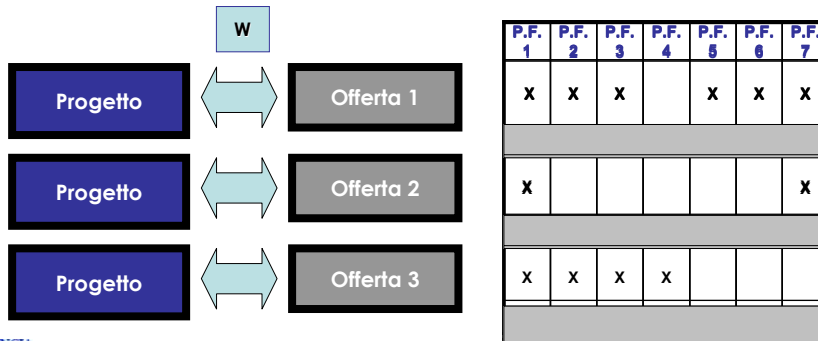 W
P.F. P.F. P.F. P.F. P.F. P.F. P.F.
1 2 3 4 5 6 7
Progetto Offerta 1 X X X X X X
Progetto Offerta 2 X X
Progetto Offerta 3 X X X X